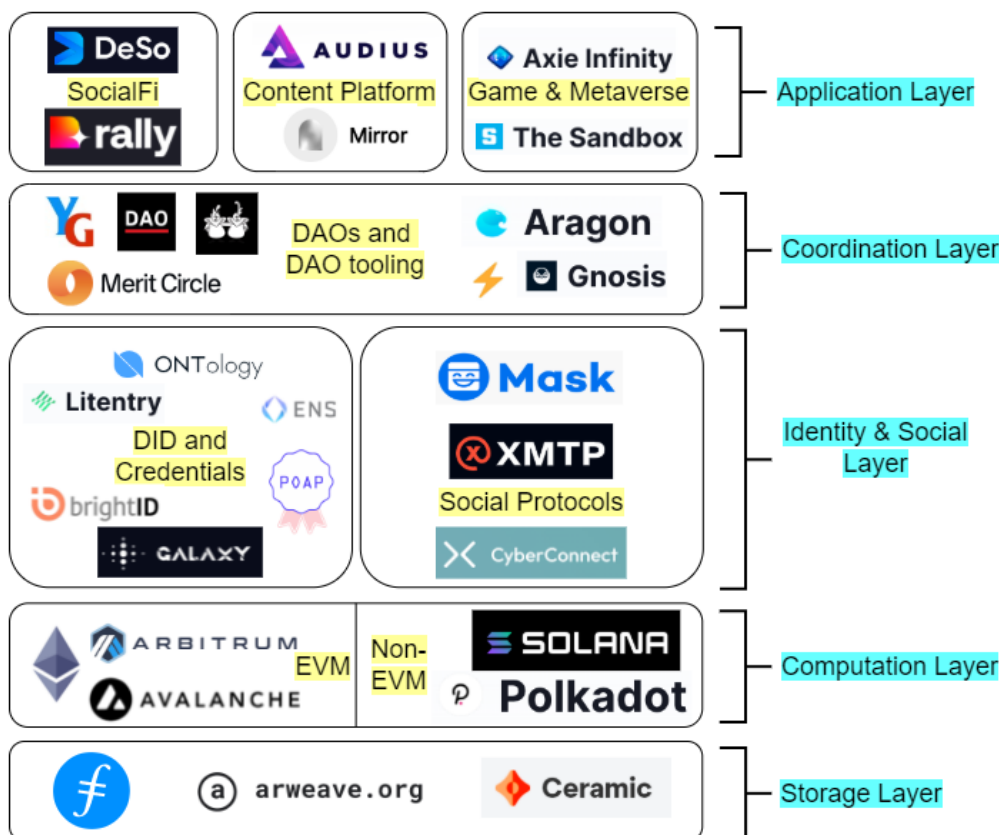 DeSo
SocialFi
rally
AUDIUS
Content Platform
Mirror
Axie Infinity
Game & Metaverse
The Sandbox
Application Layer
YG
DAO
Merit Circle
DAOs and
DAO tooling
Aragon
Gnosis
Coordination Layer
ONTology
Litentry
ENS
DID and
Credentials
POAP
brightID
GALAXY
Mask
XMTP
Social Protocols
CyberConnect
Identity & Social
Layer
ARBITRUM
EVM
AVALANCHE
Non-
EVM
SOLANA
Polkadot
Computation Layer
a arweave.org
Ceramic
Storage Layer